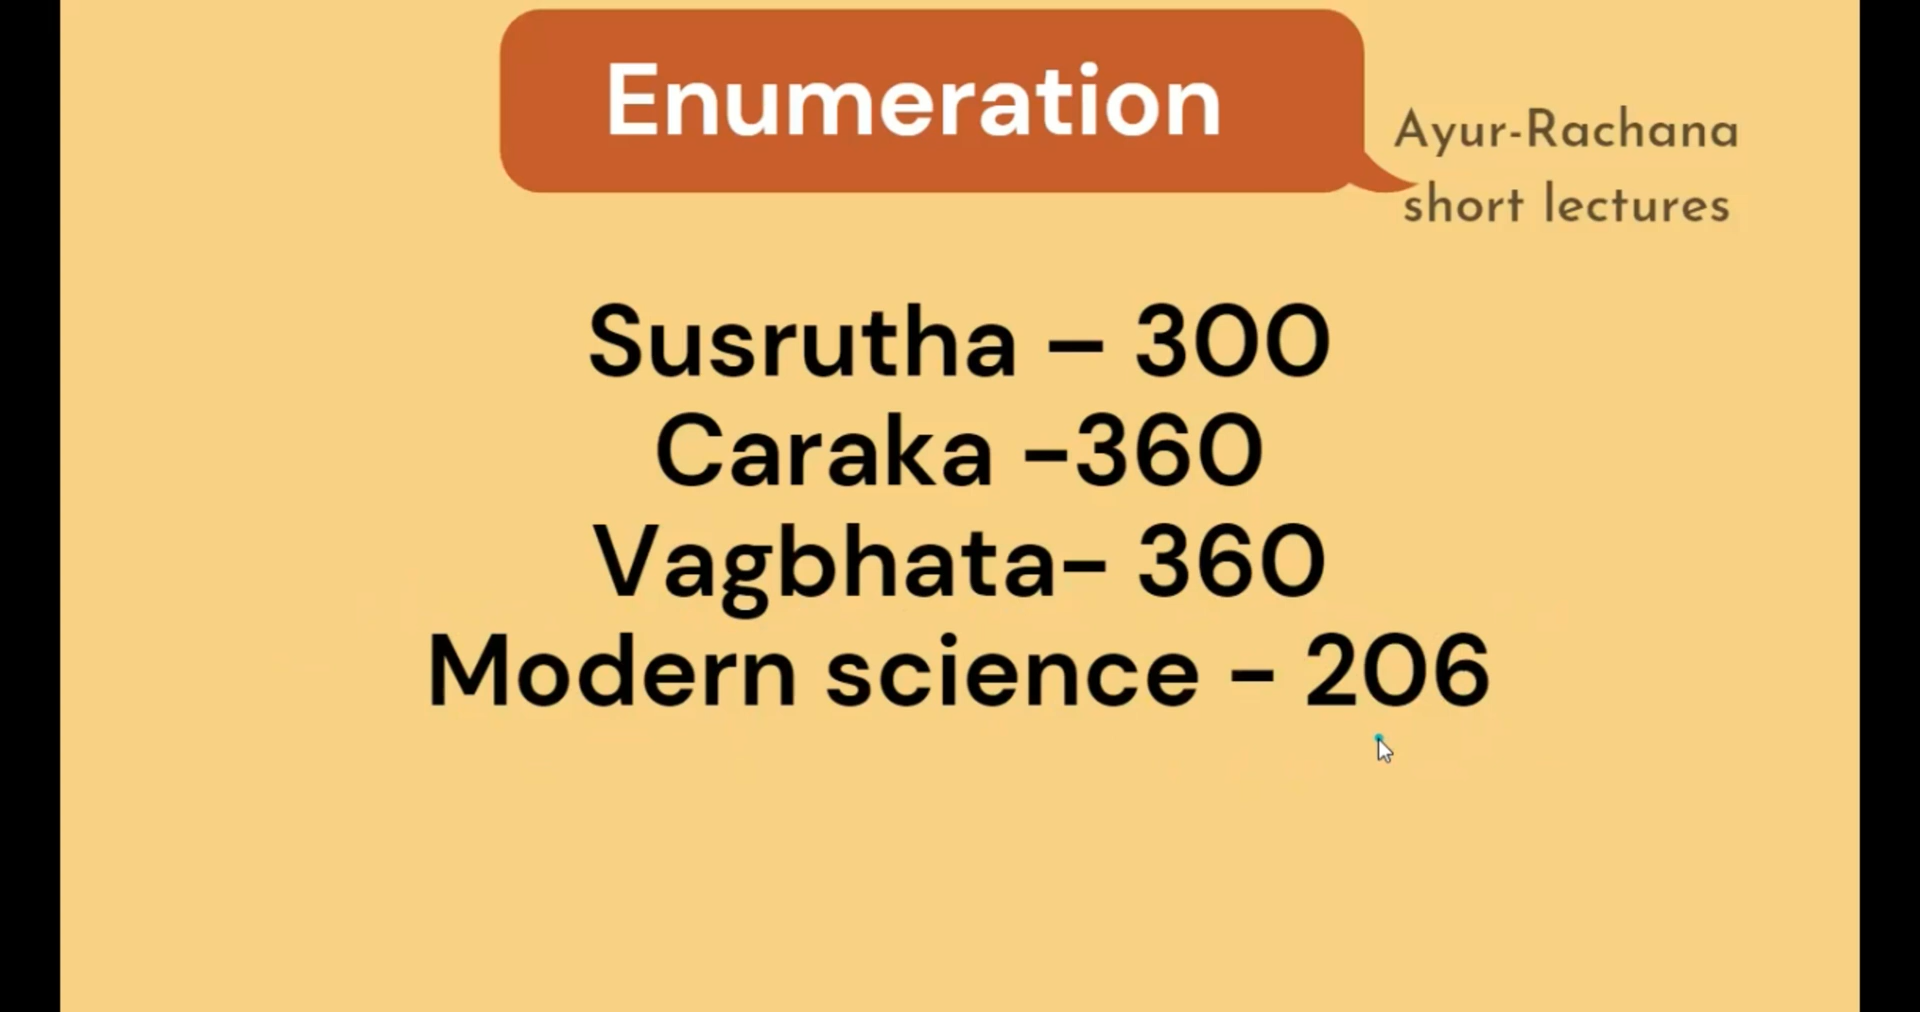 Enumeration
Ayur-Rachana
short lectures
Susrutha – 300
Caraka -360
Vagbhata- 360
Modern science - 206